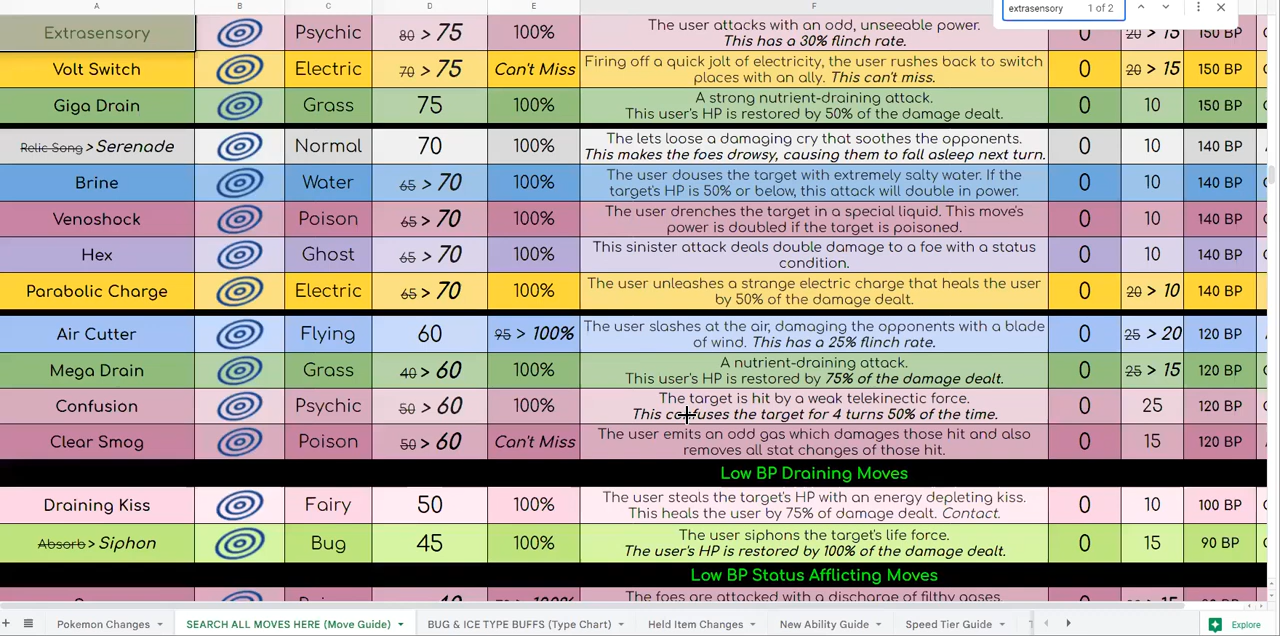 A B C D E F
extrasensory 1 of 2
Extrasensory Psychic 80 > 75 100% The user attacks with an odd, unseeable power. 0 20 > 15 150 BP
This has a 30% flinch rate.
Volt Switch Electric 70 > 75 Can't Miss Firing off a quick jolt of electricity, the user rushes back to switch 0 20 > 15 150 BP
places with an ally. This can't miss.
Giga Drain Grass 75 100% A strong nutrient-draining attack. 0 10 150 BP
This user's HP is restored by 50% of the damage dealt.
Relic Song > Serenade Normal 70 100% The lets loose a damaging cry that soothes the opponents. 0 10 140 BP
This makes the foes drowsy, causing them to fall asleep next turn.
Brine Water 65 > 70 100% The user douses the target with extremely salty water. If the 0 10 140 BP
target's HP is 50% or below, this attack will double in power.
Venoshock Poison 65 > 70 100% The user drenches the target in a special liquid. This move's 0 10 140 BP
power is doubled if the target is poisoned.
Hex Ghost 65 > 70 100% This sinister attack deals double damage to a foe with a status 0 10 140 BP
condition.
Parabolic Charge Electric 65 > 70 100% The user unleashes a strange electric charge that heals the user 0 20 > 10 140 BP
by 50% of the damage dealt.
Air Cutter Flying 60 95 > 100% The user slashes at the air, damaging the opponents with a blade 0 25 > 20 120 BP
of wind. This has a 25% flinch rate.
Mega Drain Grass 40 > 60 100% A nutrient-draining attack. 0 25 > 15 120 BP
This user's HP is restored by 75% of the damage dealt.
Confusion Psychic 50 > 60 100% The target is hit by a weak telekinectic force. 0 25 120 BP
This confuses the target for 4 turns 50% of the time.
Clear Smog Poison 50 > 60 Can't Miss The user emits an odd gas which damages those hit and also 0 15 120 BP
removes all stat changes of those hit.
Low BP Draining Moves
Draining Kiss Fairy 50 100% The user steals the target's HP with an energy depleting kiss. 0 10 100 BP
This heals the user by 75% of damage dealt. Contact.
Absorb > Siphon Bug 45 100% The user siphons the target's life force. 0 15 90 BP
The user's HP is restored by 100% of the damage dealt.
Low BP Status Afflicting Moves
The foes are attacked with a discharge of filthy gases.
Pokemon Changes SEARCH ALL MOVES HERE (Move Guide) BUG & ICE TYPE BUFFS (Type Chart) Held Item Changes New Ability Guide Speed Tier Guide Explore